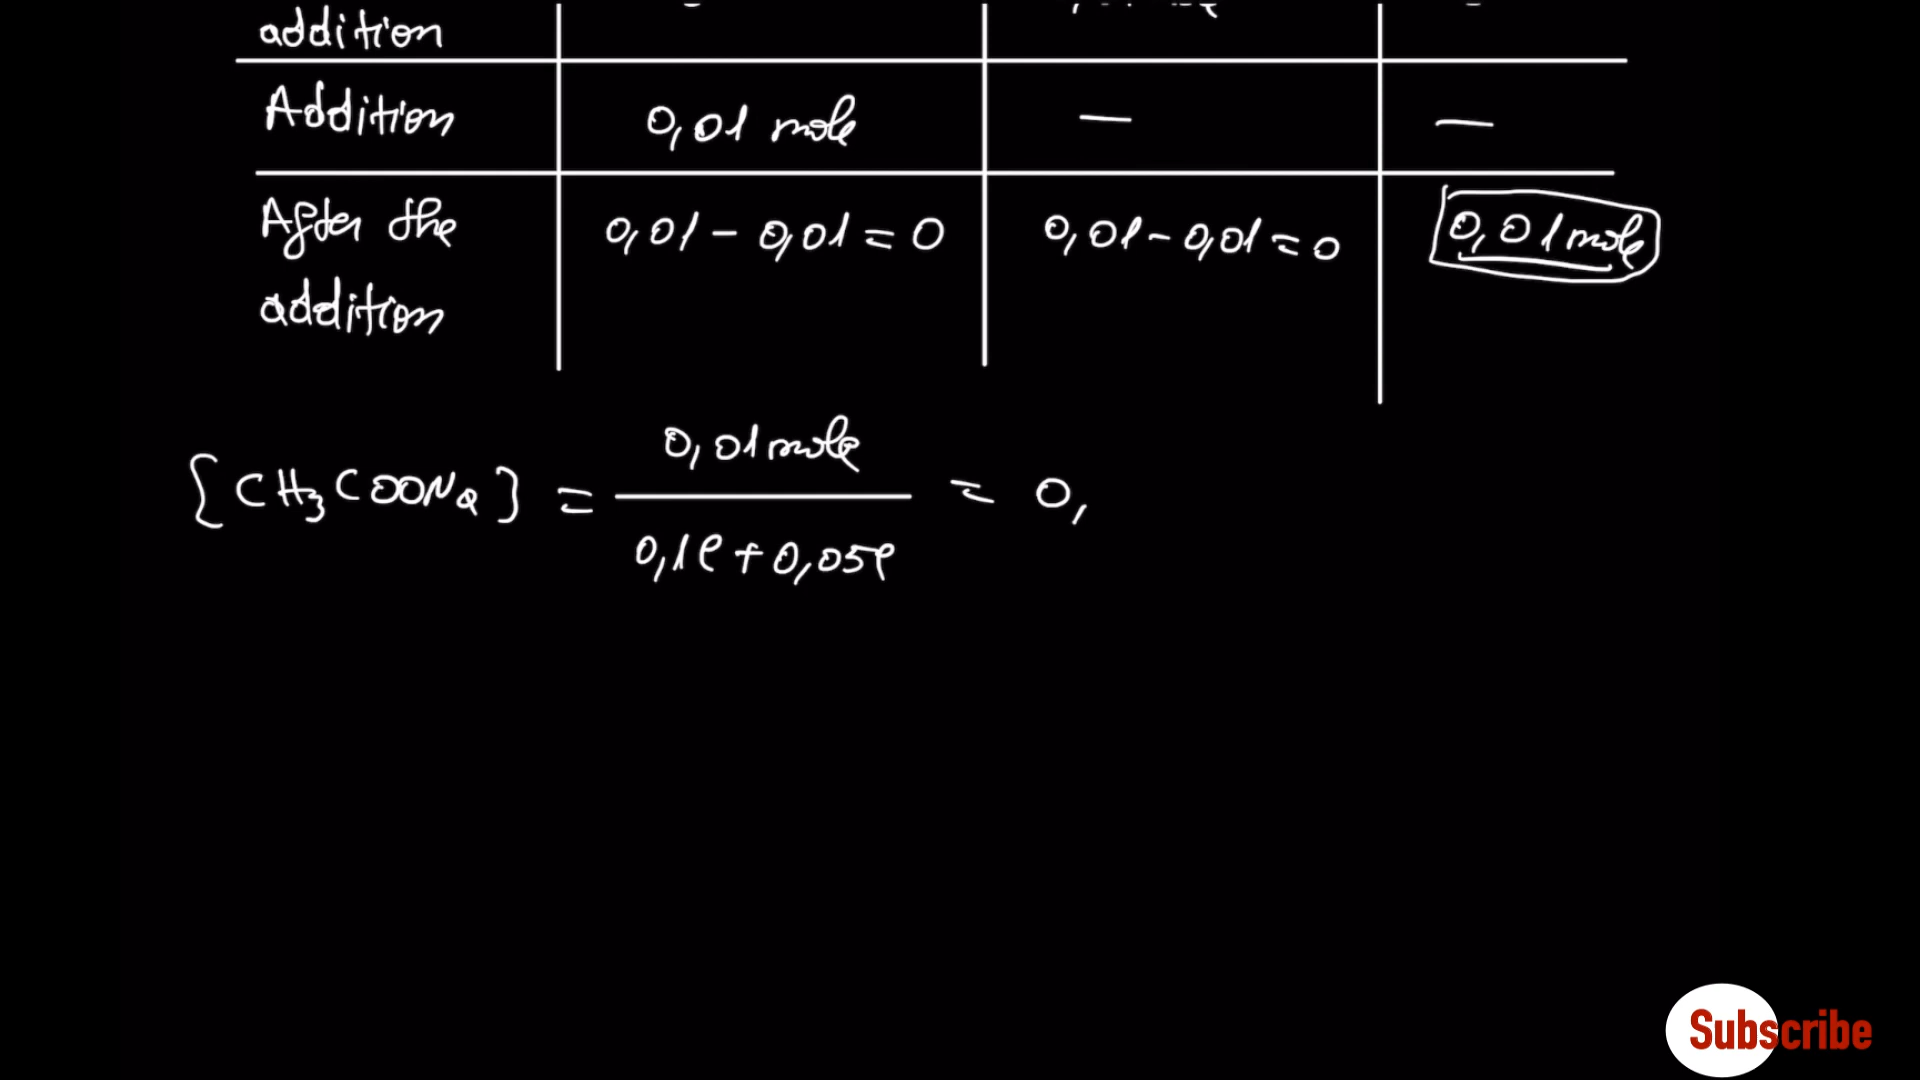 addition
Addition 0,01 mole — —
After the 0,01 - 0,01 = 0 0,01 - 0,01 = 0 0,01 mole
addition
0,01 mole
[CH3COONa] = = 0,
0,1l + 0,05l
Subscribe